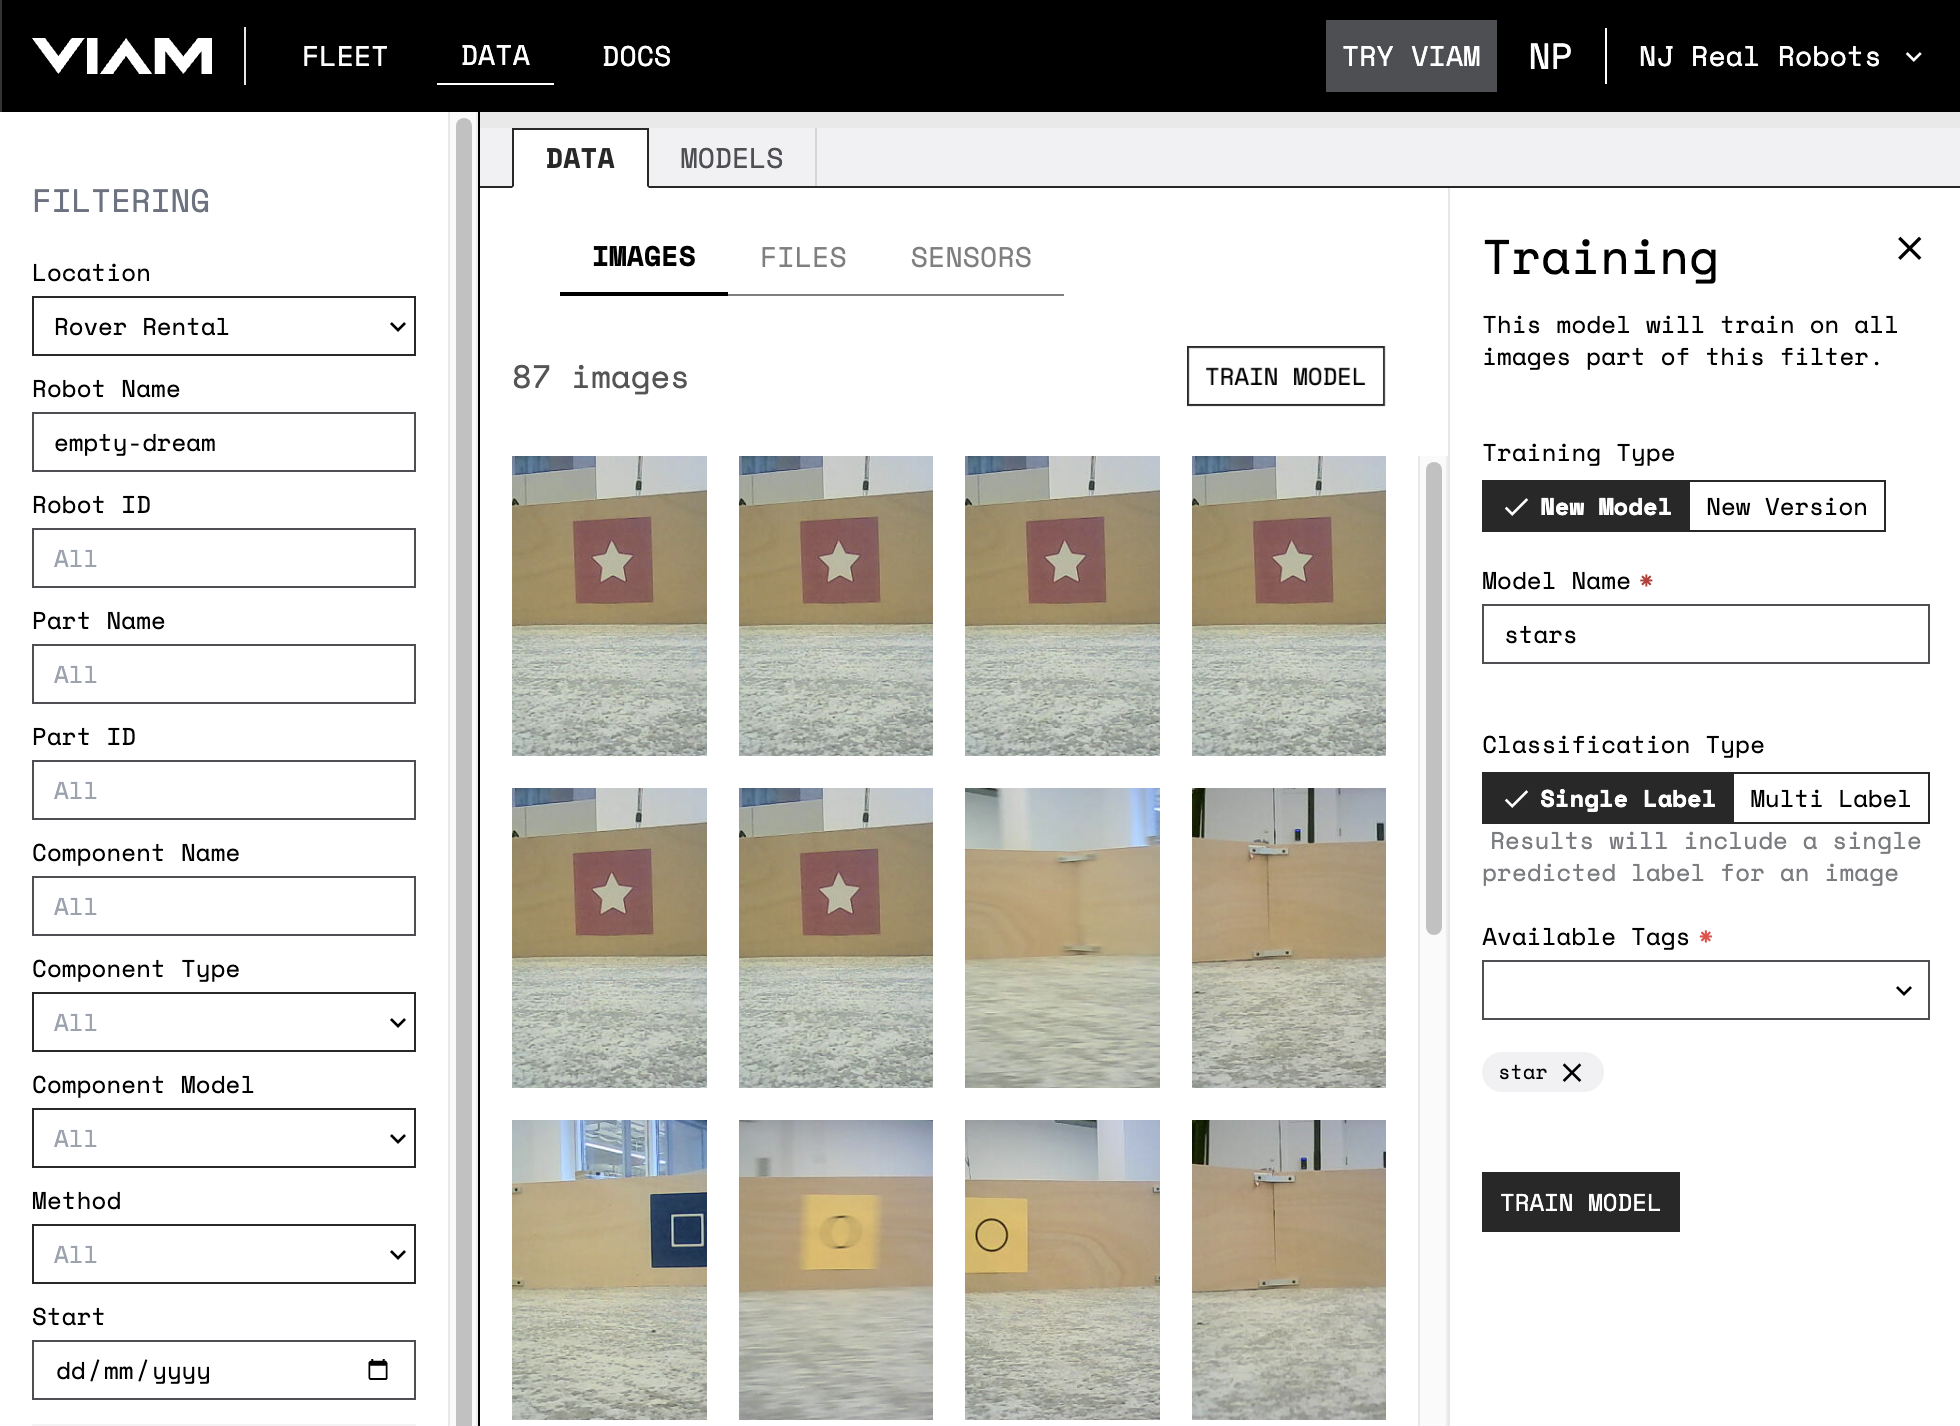 VIAM
FLEET
DATA
DOCS
TRY VIAM
NP
NJ Real Robots
FILTERING
Location
Rover Rental
Robot Name
empty-dream
Robot ID
All
Part Name
All
Part ID
All
Component Name
All
Component Type
All
Component Model
All
Method
All
Start
dd/mm/yyyy
DATA
MODELS
IMAGES
FILES
SENSORS
87 images
TRAIN MODEL
Training
This model will train on all
images part of this filter.
Training Type
New Model
New Version
Model Name *
stars
Classification Type
Single Label
Multi Label
Results will include a single
predicted label for an image
Available Tags *
star
TRAIN MODEL